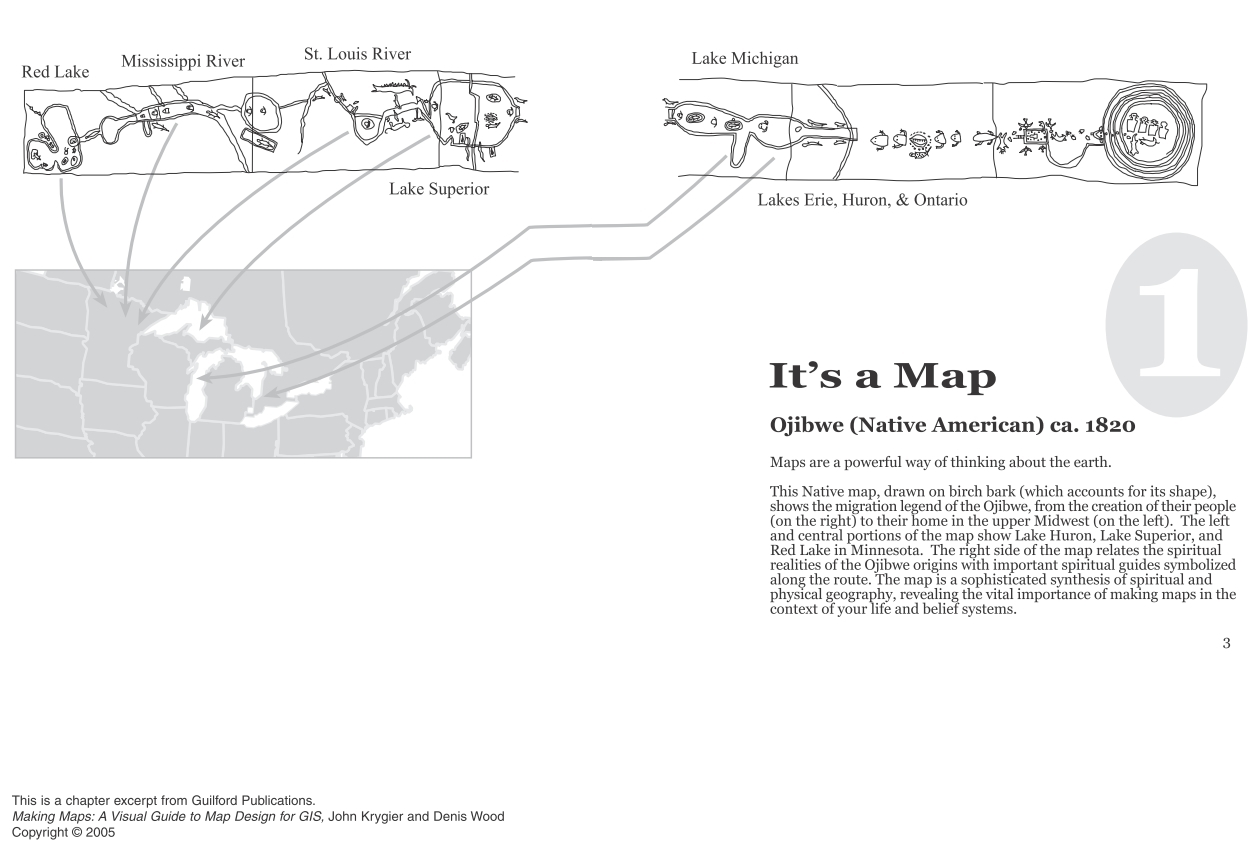 Red Lake
Mississippi River
St. Louis River
Lake Superior
Lake Michigan
Lakes Erie, Huron, & Ontario
1
It's a Map
Ojibwe (Native American) ca. 1820
Maps are a powerful way of thinking about the earth.
This Native map, drawn on birch bark (which accounts for its shape),
shows the migration legend of the Ojibwe, from the creation of their people
(on the right) to their home in the upper Midwest (on the left).  The left
and central portions of the map show Lake Huron, Lake Superior, and
Red Lake in Minnesota.  The right side of the map relates the spiritual
realities of the Ojibwe origins with important spiritual guides symbolized
along the route. The map is a sophisticated synthesis of spiritual and
physical geography, revealing the vital importance of making maps in the
context of your life and belief systems.
3
This is a chapter excerpt from Guilford Publications.
Making Maps: A Visual Guide to Map Design for GIS, John Krygier and Denis Wood
Copyright © 2005